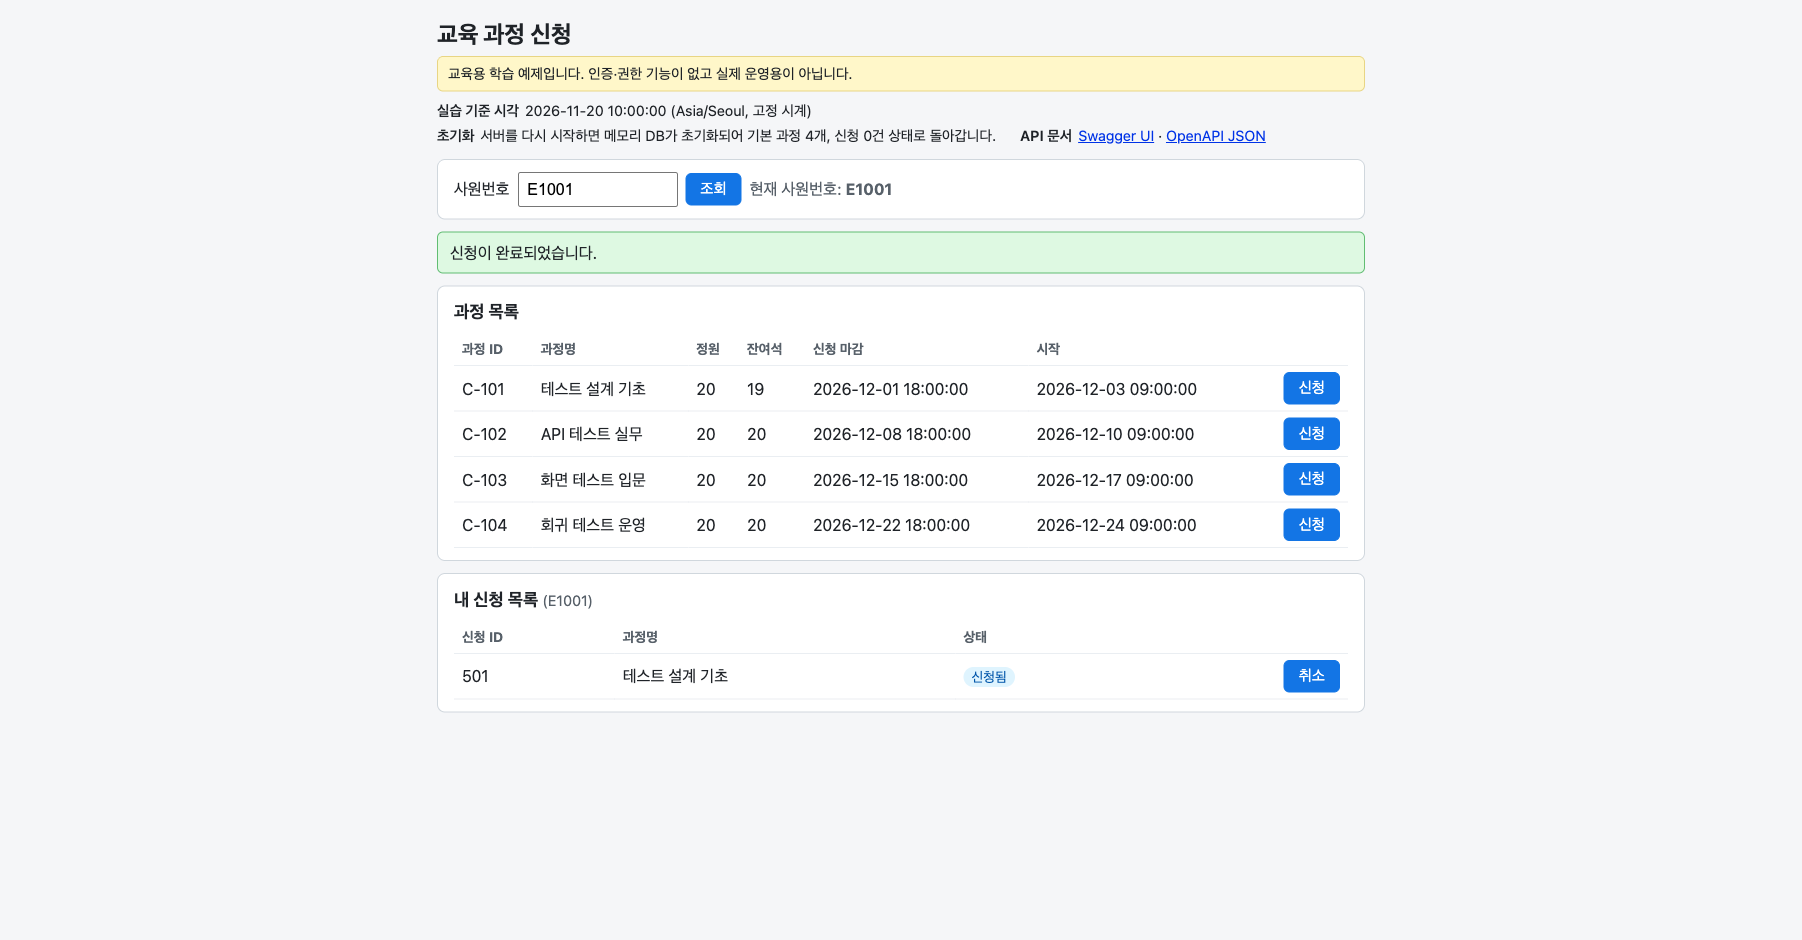 교육 과정 신청
교육용 학습 예제입니다. 인증·권한 기능이 없고 실제 운영용이 아닙니다.
실습 기준 시각 2026-11-20 10:00:00 (Asia/Seoul, 고정 시계)
초기화 서버를 다시 시작하면 메모리 DB가 초기화되어 기본 과정 4개, 신청 0건 상태로 돌아갑니다. API 문서 Swagger UI · OpenAPI JSON
사원번호 E1001 조회 현재 사원번호: E1001
신청이 완료되었습니다.
과정 목록
과정 ID 과정명 정원 잔여석 신청 마감 시작
C-101 테스트 설계 기초 20 19 2026-12-01 18:00:00 2026-12-03 09:00:00 신청
C-102 API 테스트 실무 20 20 2026-12-08 18:00:00 2026-12-10 09:00:00 신청
C-103 화면 테스트 입문 20 20 2026-12-15 18:00:00 2026-12-17 09:00:00 신청
C-104 회귀 테스트 운영 20 20 2026-12-22 18:00:00 2026-12-24 09:00:00 신청
내 신청 목록 (E1001)
신청 ID 과정명 상태
501 테스트 설계 기초 신청됨 취소